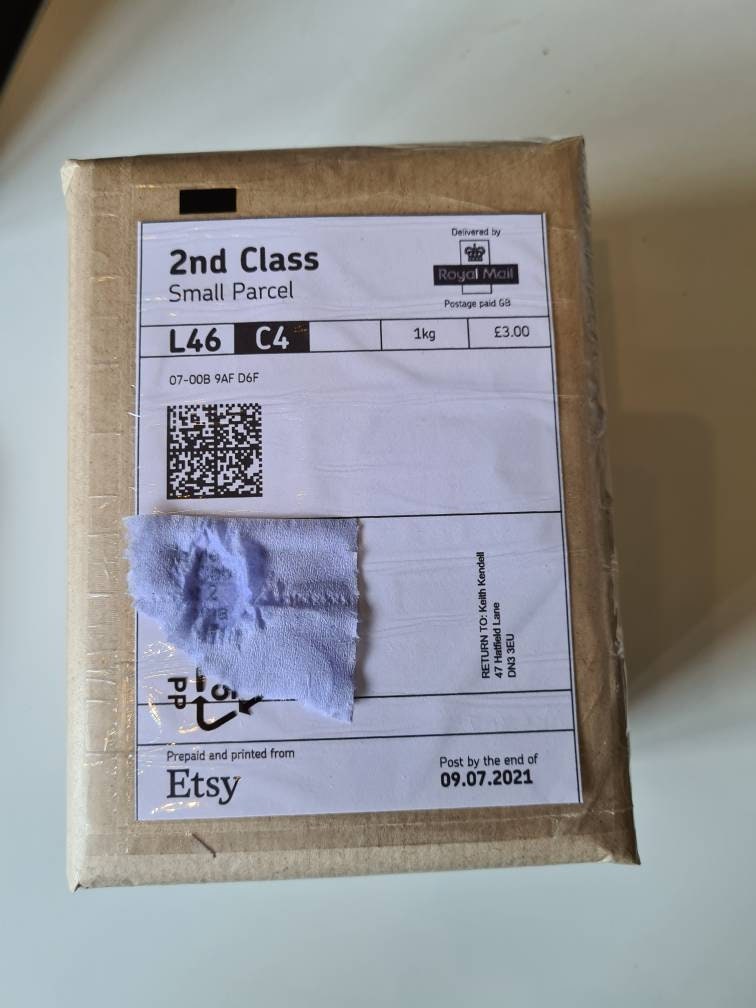 2nd Class
Small Parcel
Delivered by
Royal Mail
Postage paid GB
L46 C4 1kg £3.00
07-00B 9AF D6F
RETURN TO: Keith Kendell
47 Hatfield Lane
DN3 3EU
5
PP
Prepaid and printed from
Etsy
Post by the end of
09.07.2021